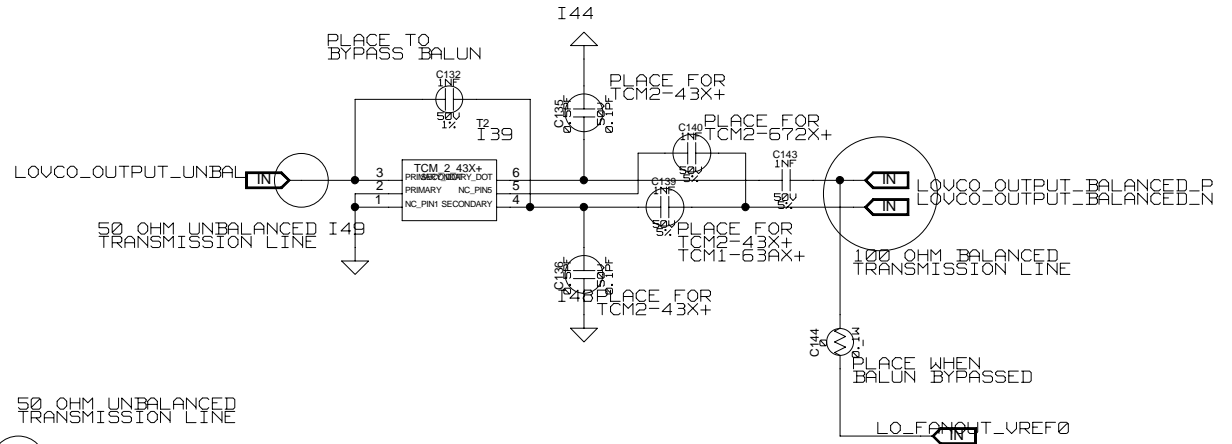 I44
PLACE TO
BYPASS BALUN
C132
1NF
50V
1%
T2
I39
C135
50V
0.1PF
PLACE FOR
TCM2-43X+
C140
1NF
50V
5%
PLACE FOR
TCM2-672X+
C143
1NF
50V
5%
LOVCO_OUTPUT_UNBAL
IN
TCM_2_43X+
3
2
1
PRIMARY
NC_PIN1
SECONDARY
NC_PIN5
6
5
4
C139
1NF
50V
5%
IN
LOVCO_OUTPUT_BALANCED_P
IN
LOVCO_OUTPUT_BALANCED_N
50 OHM UNBALANCED
TRANSMISSION LINE
I49
PLACE FOR
TCM2-43X+
TCM1-63AX+
100 OHM BALANCED
TRANSMISSION LINE
C136
50V
0.1PF
I48
PLACE FOR
TCM2-43X+
C144
0
0.1W
PLACE WHEN
BALUN BYPASSED
50 OHM UNBALANCED
TRANSMISSION LINE
LO_FANOUT_VREF0
IN